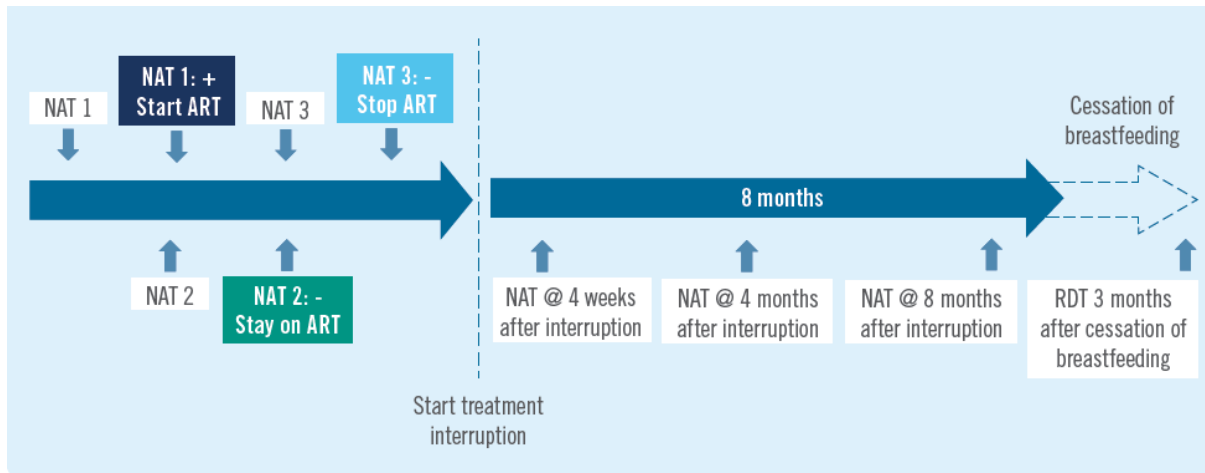 NAT 1
NAT 1: +
Start ART
NAT 3
NAT 3: -
Stop ART
Cessation of
breastfeeding
8 months
NAT 2
NAT 2: -
Stay on ART
NAT @ 4 weeks
after interruption
NAT @ 4 months
after interruption
NAT @ 8 months
after interruption
RDT 3 months
after cessation of
breastfeeding
Start treatment
interruption